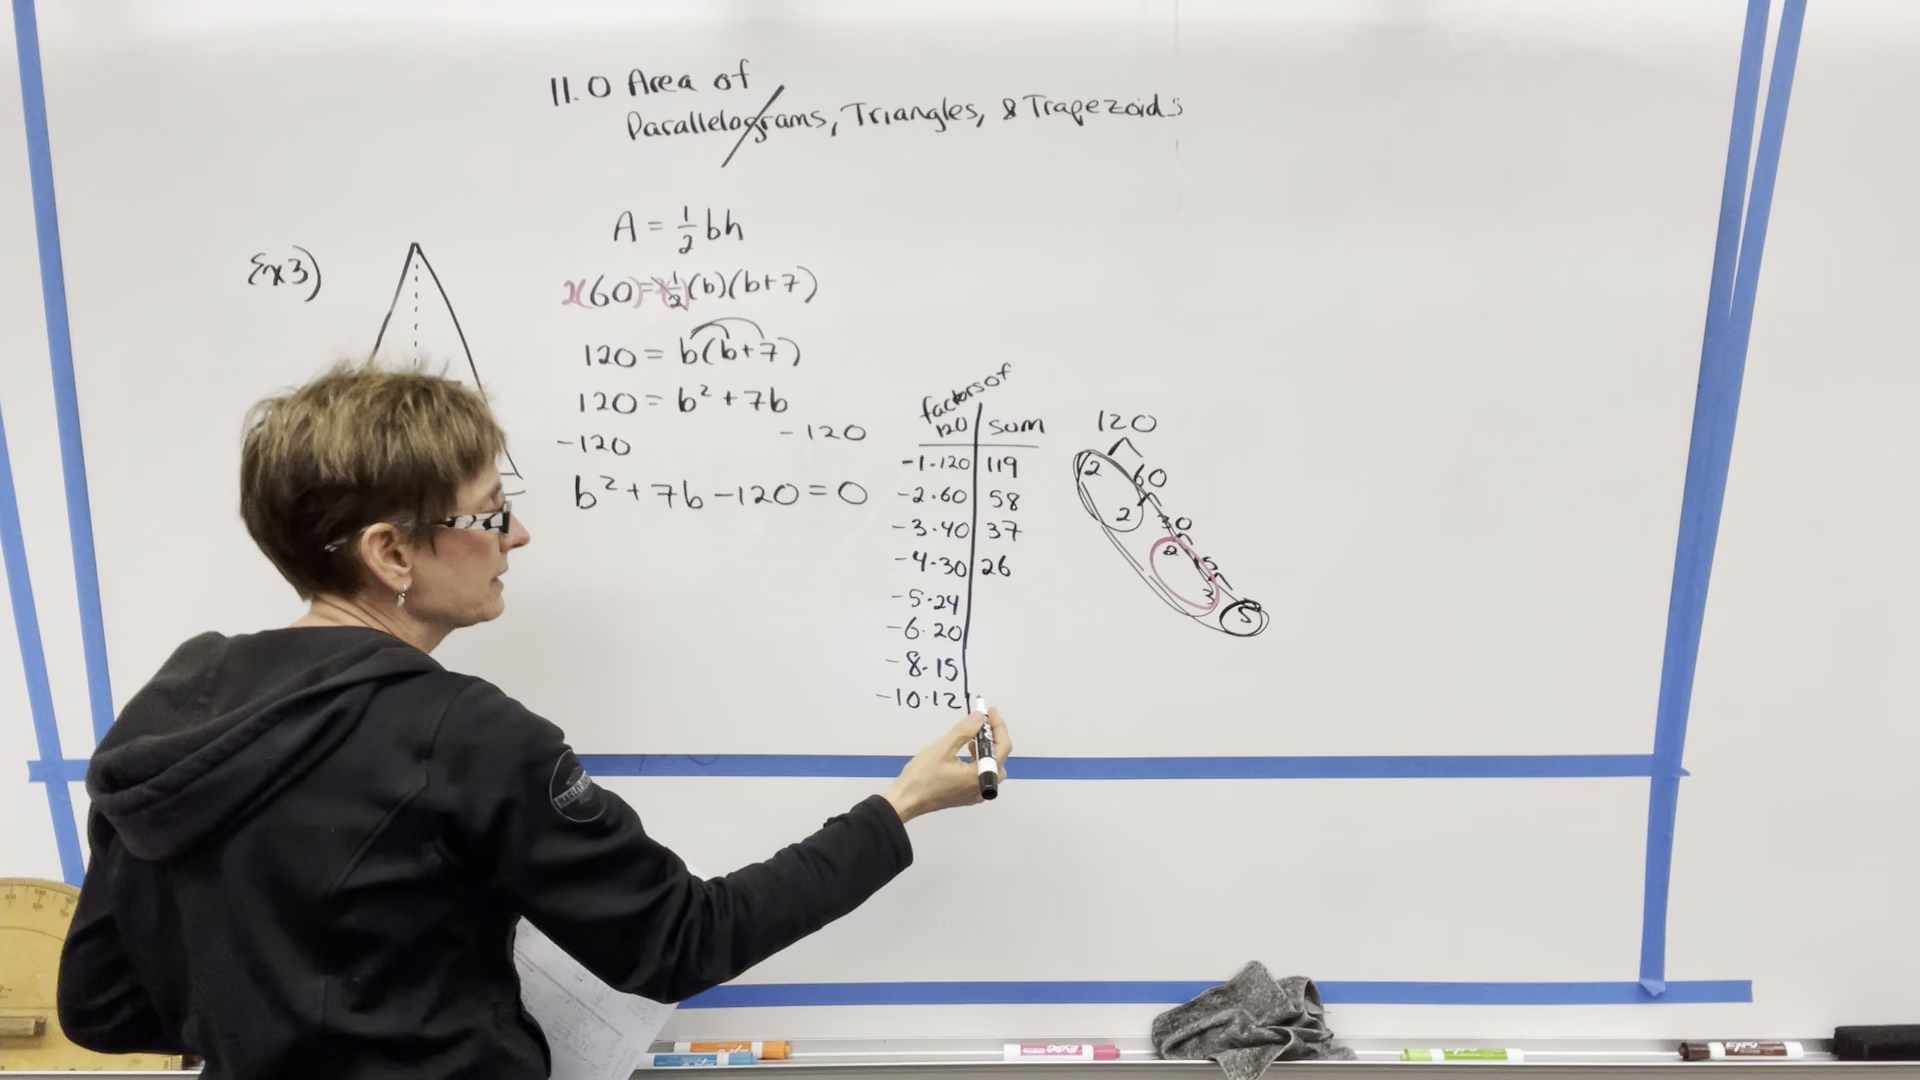 11.0 Area of
Parallelograms, Triangles, & Trapezoids
Ex3)
A = 1/2 bh
2(60) = 2(1/2)(b)(b+7)
120 = b(b+7)
120 = b² + 7b
-120 -120
b² + 7b - 120 = 0
factors of
120 | sum
-1·120 | 119
-2·60 | 58
-3·40 | 37
-4·30 | 26
-5·24
-6·20
-8·15
-10·12
120
2 60
2 30
2 15
3 5
EXPO